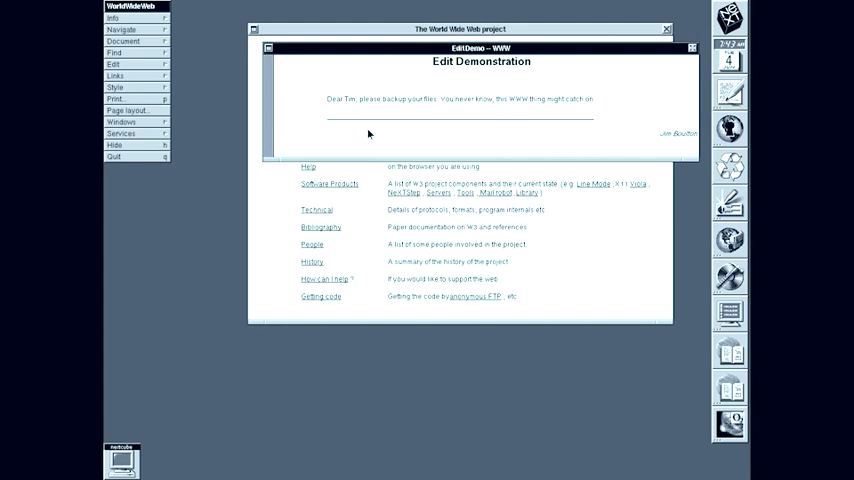 WorldWideWeb
Info r
Navigate r
Document r
Find r
Edit r
Links r
Style r
Print... p
Page layout...
Windows r
Services r
Hide h
Quit q
The World Wide Web project
EditDemo -- WWW
Edit Demonstration
Dear Tim, please backup your files. You never know, this WWW thing might catch on
Jim Boulton
Help on the browser you are using
Software Products A list of W3 project components and their current state. (e.g. Line Mode , X11 Viola ,
NeXTStep , Servers , Tools , Mail robot , Library )
Technical Details of protocols, formats, program internals etc
Bibliography Paper documentation on W3 and references
People A list of some people involved in the project
History A summary of the history of the project
How can I help ? If you would like to support the web
Getting code Getting the code by anonymous FTP , etc
NeXT
7:43
4
nextcube